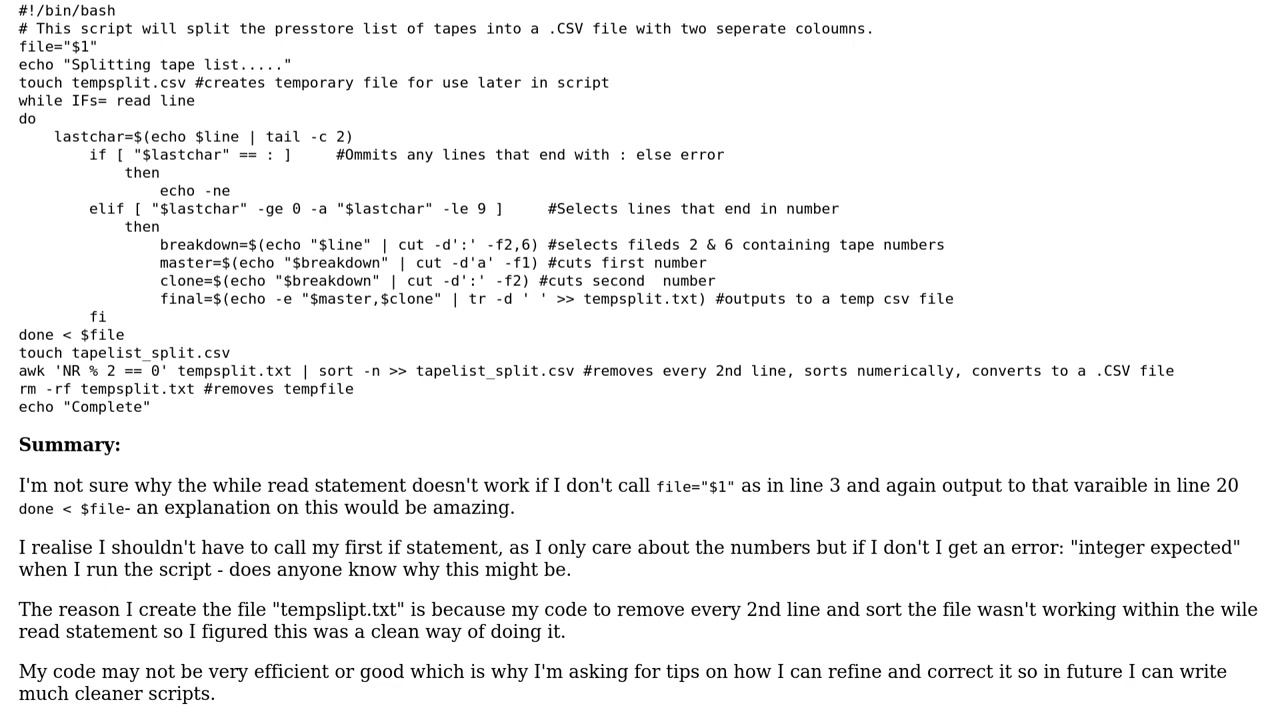 #!/bin/bash
# This script will split the presstore list of tapes into a .CSV file with two seperate coloumns.
file="$1"
echo "Splitting tape list....."
touch tempsplit.csv #creates temporary file for use later in script
while IFs= read line
do
    lastchar=$(echo $line | tail -c 2)
        if [ "$lastchar" == : ]     #Ommits any lines that end with : else error
            then
                echo -ne
        elif [ "$lastchar" -ge 0 -a "$lastchar" -le 9 ]     #Selects lines that end in number
            then
                breakdown=$(echo "$line" | cut -d':' -f2,6) #selects fileds 2 & 6 containing tape numbers
                master=$(echo "$breakdown" | cut -d'a' -f1) #cuts first number
                clone=$(echo "$breakdown" | cut -d':' -f2) #cuts second  number
                final=$(echo -e "$master,$clone" | tr -d ' ' >> tempsplit.txt) #outputs to a temp csv file
        fi
done < $file
touch tapelist_split.csv
awk 'NR % 2 == 0' tempsplit.txt | sort -n >> tapelist_split.csv #removes every 2nd line, sorts numerically, converts to a .CSV file
rm -rf tempsplit.txt #removes tempfile
echo "Complete"
Summary:
I'm not sure why the while read statement doesn't work if I don't call file="$1" as in line 3 and again output to that varaible in line 20
done < $file- an explanation on this would be amazing.
I realise I shouldn't have to call my first if statement, as I only care about the numbers but if I don't I get an error: "integer expected"
when I run the script - does anyone know why this might be.
The reason I create the file "tempslipt.txt" is because my code to remove every 2nd line and sort the file wasn't working within the wile
read statement so I figured this was a clean way of doing it.
My code may not be very efficient or good which is why I'm asking for tips on how I can refine and correct it so in future I can write
much cleaner scripts.